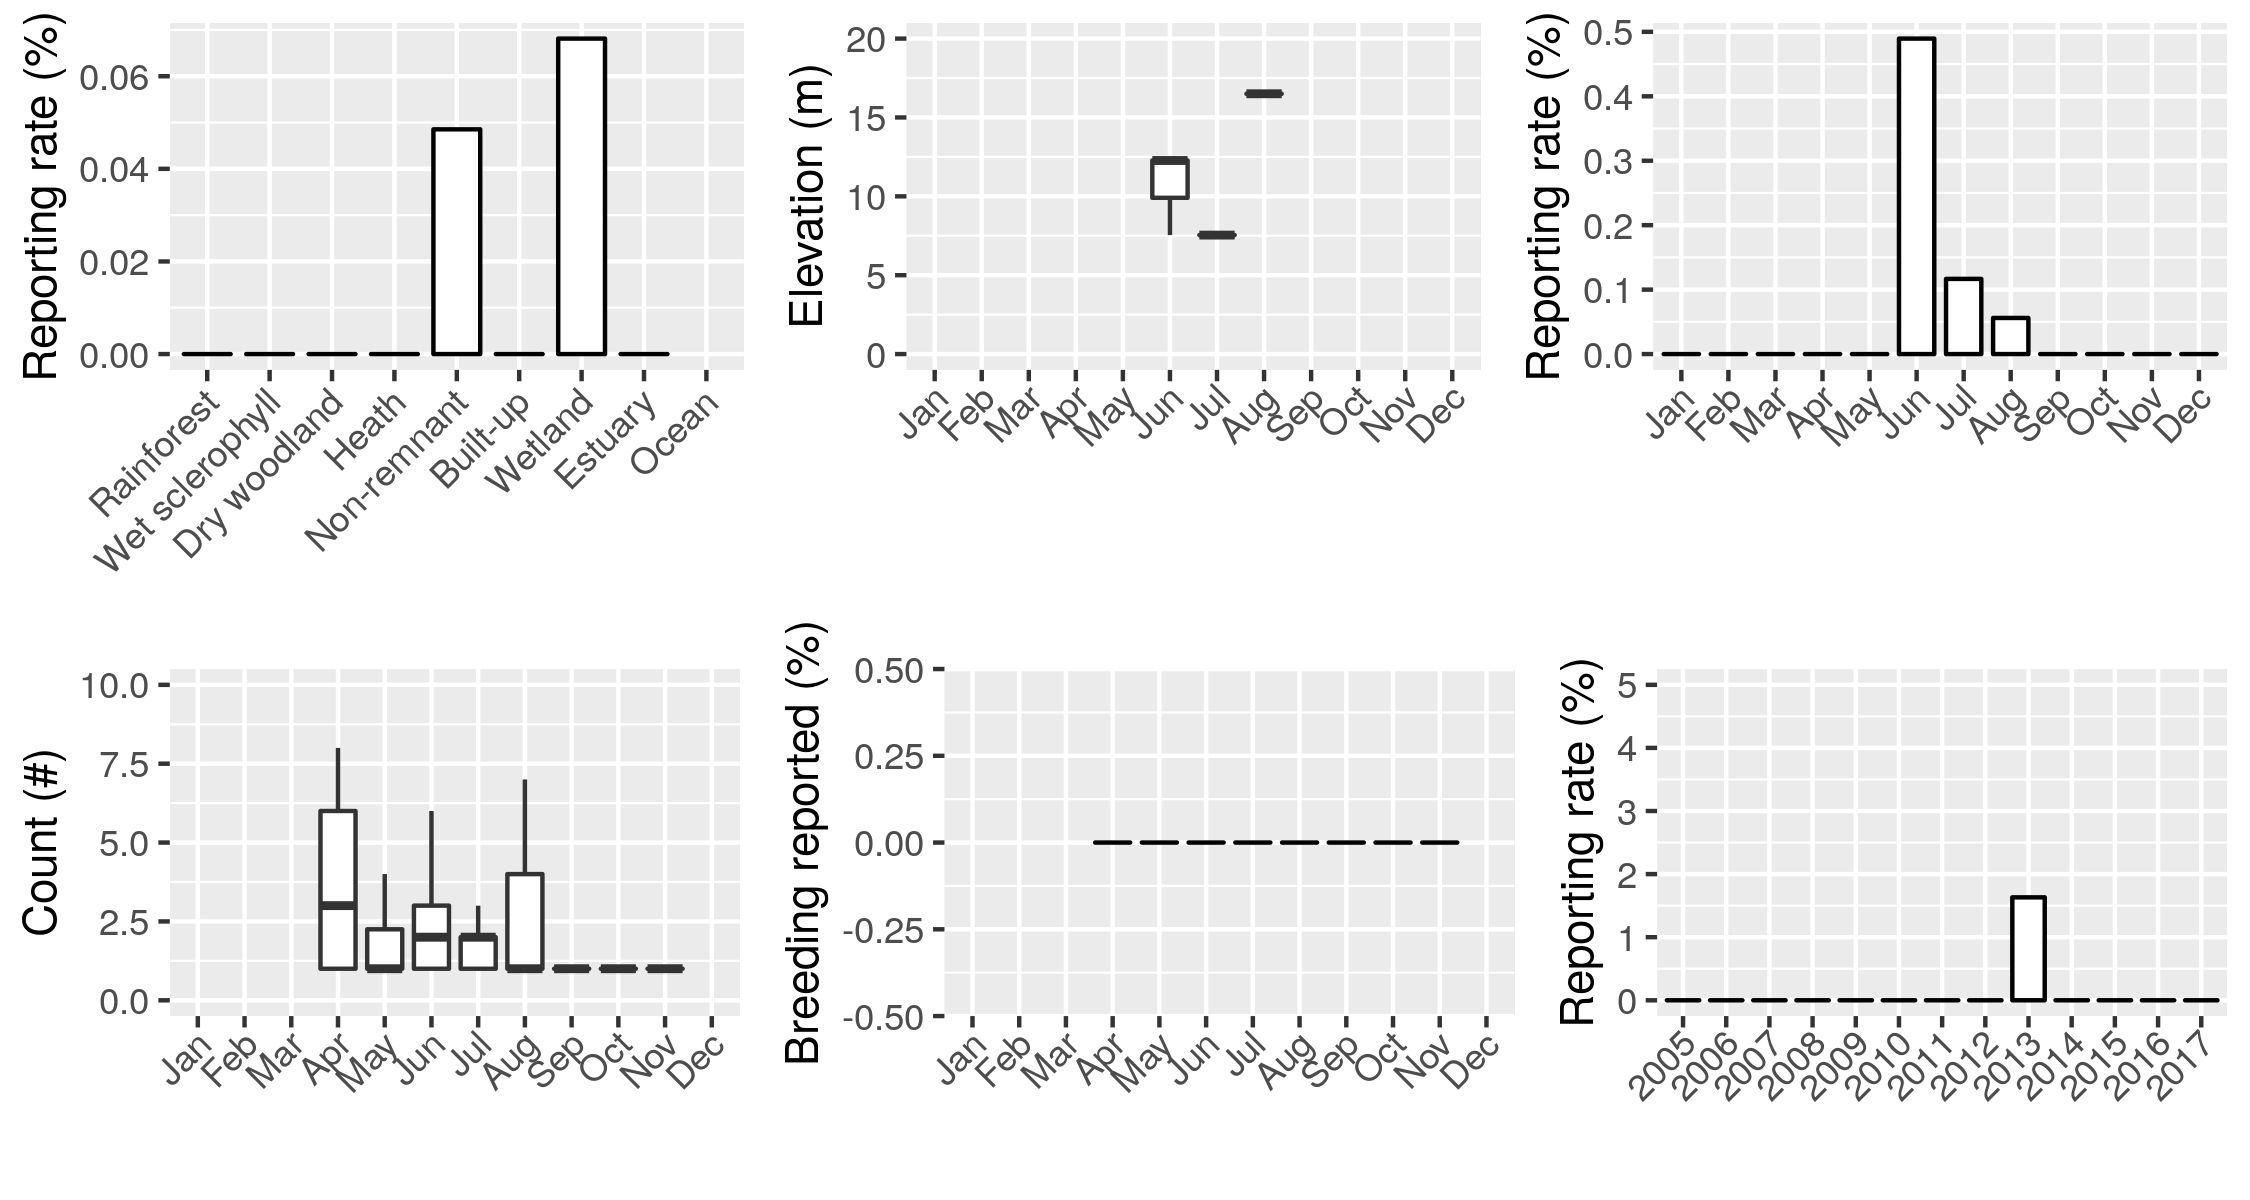 Reporting rate (%)
0.06
0.04
0.02
0.00
Rainforest
Wet sclerophyll
Dry woodland
Heath
Non-remnant
Built-up
Wetland
Estuary
Ocean
Elevation (m)
20
15
10
5
0
Jan
Feb
Mar
Apr
May
Jun
Jul
Aug
Sep
Oct
Nov
Dec
Reporting rate (%)
0.5
0.4
0.3
0.2
0.1
0.0
Jan
Feb
Mar
Apr
May
Jun
Jul
Aug
Sep
Oct
Nov
Dec
Count (#)
10.0
7.5
5.0
2.5
0.0
Jan
Feb
Mar
Apr
May
Jun
Jul
Aug
Sep
Oct
Nov
Dec
Breeding reported (%)
0.50
0.25
0.00
-0.25
-0.50
Jan
Feb
Mar
Apr
May
Jun
Jul
Aug
Sep
Oct
Nov
Dec
Reporting rate (%)
5
4
3
2
1
0
2005
2006
2007
2008
2009
2010
2011
2012
2013
2014
2015
2016
2017